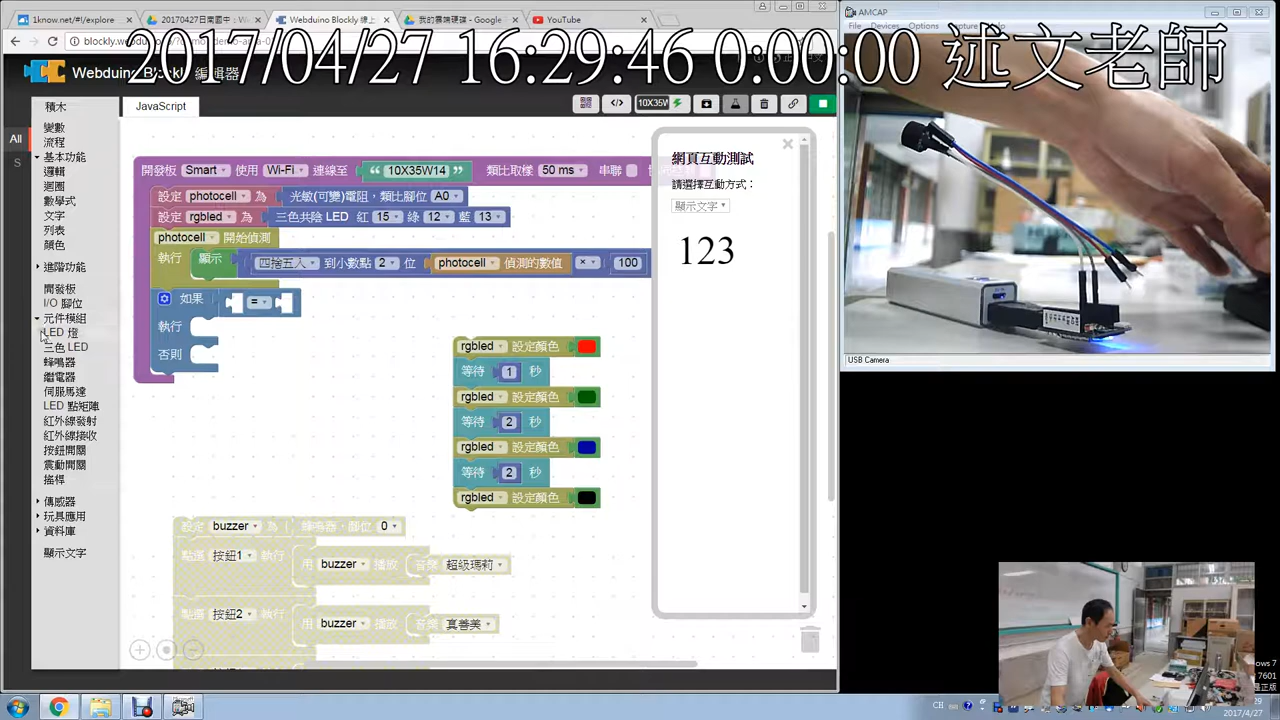 1know.net/#!/explore
20170427日南國中：We
Webduino Blockly 線上
我的雲端硬碟 - Google
YouTube
AMCAP
File Devices Options Capture
blockly.webdu
2017/04/27 16:29:46 0:00:00 述文老師
Webduino Blockly 編輯器
積木
JavaScript
10X35W
All
S
變數
流程
基本功能
邏輯
迴圈
數學式
文字
列表
顏色
進階功能
開發板
I/O 腳位
元件模組
LED 燈
三色 LED
蜂鳴器
繼電器
伺服馬達
LED 點矩陣
紅外線發射
紅外線接收
按鈕開關
震動開關
搖桿
傳感器
玩具應用
資料庫
顯示文字
開發板 Smart 使用 Wi-Fi 連線至 “ 10X35W14 ” 類比取樣 50 ms 串聯
設定 photocell 為 光敏(可變)電阻，類比腳位 A0
設定 rgbled 為 三色共陰 LED 紅 15 綠 12 藍 13
photocell 開始偵測
執行 顯示 四捨五入 到小數點 2 位 photocell 偵測的數值 × 100
如果 =
執行
否則
rgbled 設定顏色
等待 1 秒
rgbled 設定顏色
等待 2 秒
rgbled 設定顏色
等待 2 秒
rgbled 設定顏色
設定 buzzer 為 蜂鳴器，腳位 0
點選 按鈕1 執行 用 buzzer 播放 音樂 超級瑪莉
點選 按鈕2 執行 用 buzzer 播放 音樂 真善美
網頁互動測試
請選擇互動方式：
顯示文字
123
USB Camera
CH
2017/4/27